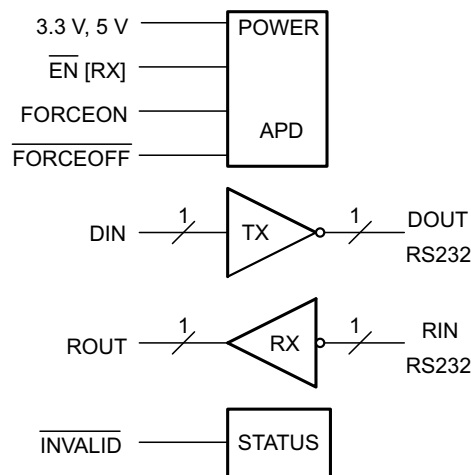 3.3 V, 5 V
POWER
EN [RX]
FORCEON
APD
FORCEOFF
DIN
1
TX
1
DOUT
RS232
ROUT
1
RX
1
RIN
RS232
INVALID
STATUS